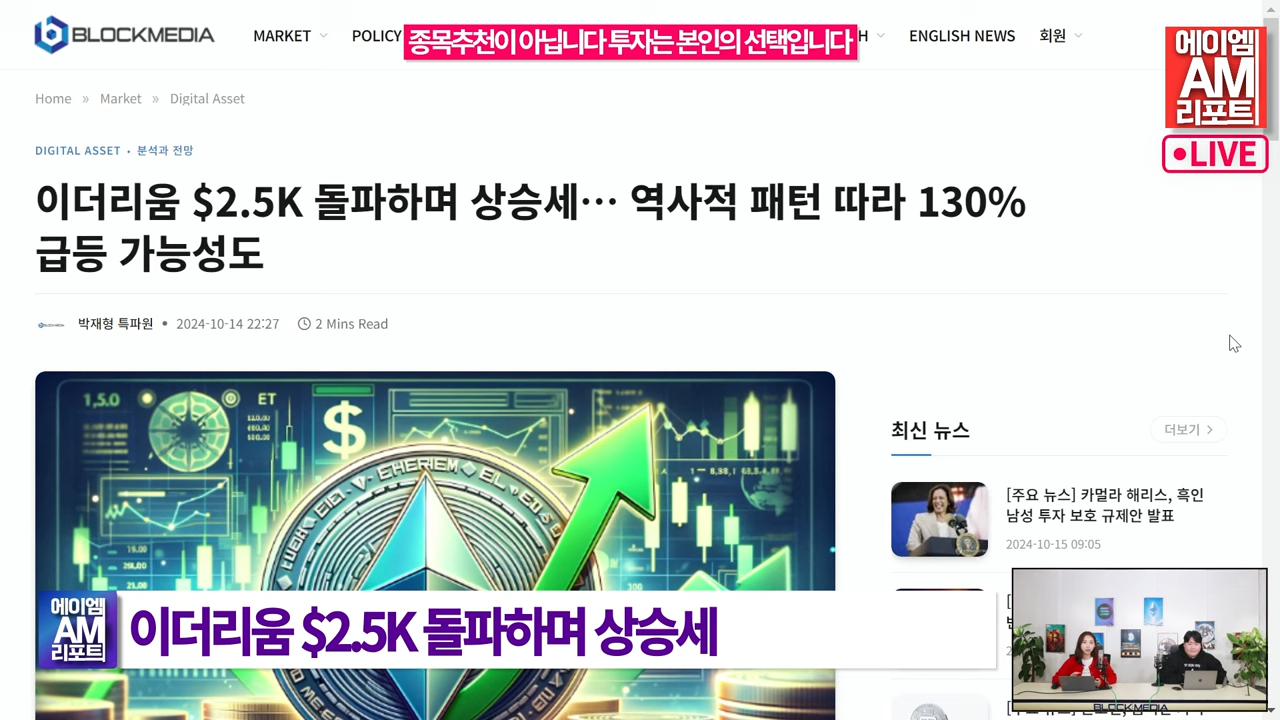 BLOCKMEDIA
MARKET
POLICY
종목추천이 아닙니다 투자는 본인의 선택입니다
H
ENGLISH NEWS
회원
에이엠
AM
리포트
LIVE
Home » Market » Digital Asset
DIGITAL ASSET • 분석과 전망
이더리움 $2.5K 돌파하며 상승세… 역사적 패턴 따라 130%
급등 가능성도
박재형 특파원 • 2024-10-14 22:27 2 Mins Read
1,5.0
ET
$
최신 뉴스
더보기 >
[주요 뉴스] 카멀라 해리스, 흑인
남성 투자 보호 규제안 발표
2024-10-15 09:05
에이엠
AM
리포트
이더리움 $2.5K 돌파하며 상승세
BLOCKMEDIA